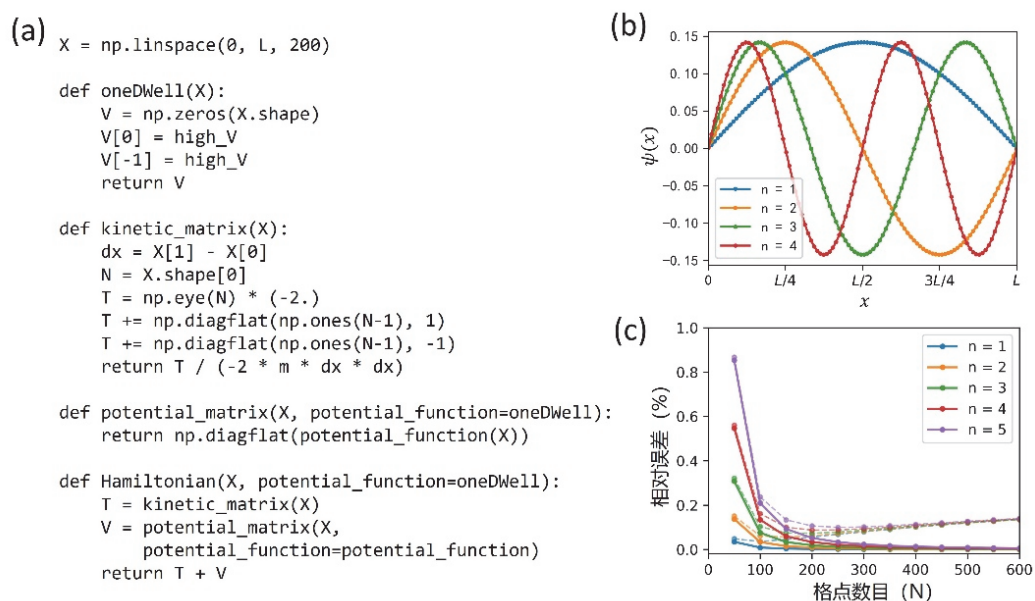 (a)
X = np.linspace(0, L, 200)
def oneDWell(X):
    V = np.zeros(X.shape)
    V[0] = high_V
    V[-1] = high_V
    return V
def kinetic_matrix(X):
    dx = X[1] - X[0]
    N = X.shape[0]
    T = np.eye(N) * (-2.)
    T += np.diagflat(np.ones(N-1), 1)
    T += np.diagflat(np.ones(N-1), -1)
    return T / (-2 * m * dx * dx)
def potential_matrix(X, potential_function=oneDWell):
    return np.diagflat(potential_function(X))
def Hamiltonian(X, potential_function=oneDWell):
    T = kinetic_matrix(X)
    V = potential_matrix(X,
        potential_function=potential_function)
    return T + V
(b)
0.15
0.10
0.05
0.00
−0.05
−0.10
−0.15
ψ(x)
n = 1
n = 2
n = 3
n = 4
0 L/4 L/2 3L/4 L
x
(c)
1.0
0.8
0.6
0.4
0.2
0.0
相对误差 (%)
n = 1
n = 2
n = 3
n = 4
n = 5
0 100 200 300 400 500 600
格点数目 (N)